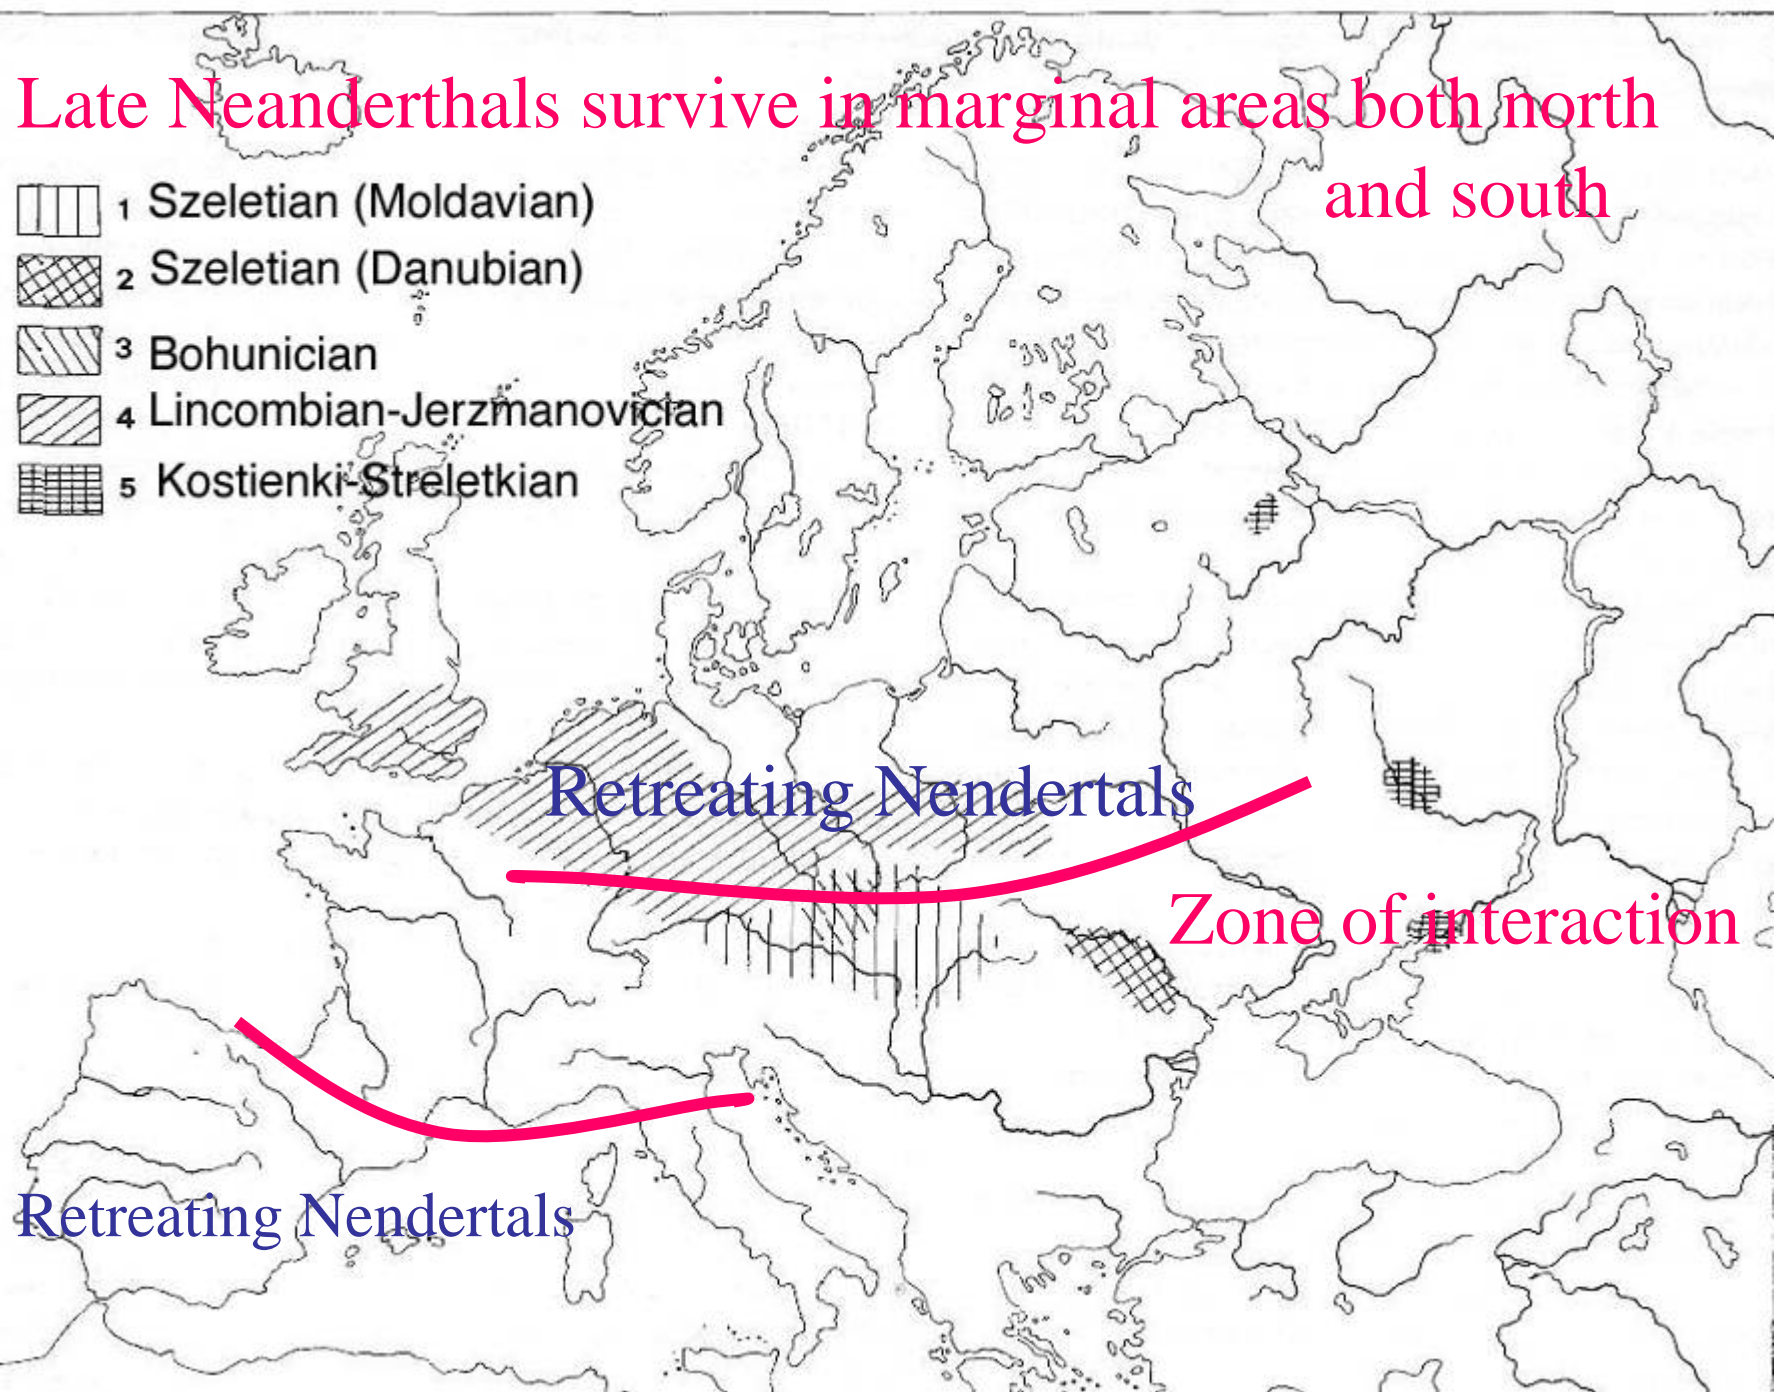 Late Neanderthals survive in marginal areas both north
and south
1 Szeletian (Moldavian)
2 Szeletian (Danubian)
3 Bohunician
4 Lincombian-Jerzmanovician
5 Kostienki-Streletkian
Retreating Nendertals
Zone of interaction
Retreating Nendertals